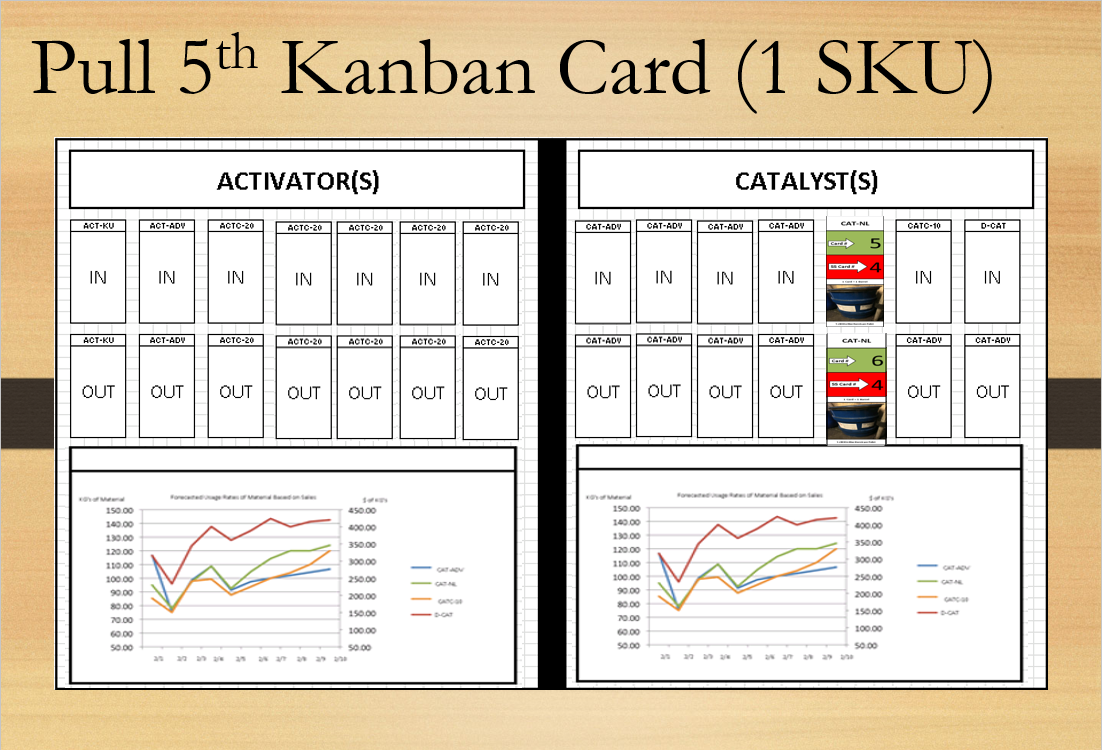 Pull 5th Kanban Card (1 SKU)
ACTIVATOR(S)
ACT-KU ACT-ADV ACTC-20 ACTC-20 ACTC-20 ACTC-20 ACTC-20
IN IN IN IN IN IN IN
ACT-KU ACT-ADV ACTC-20 ACTC-20 ACTC-20 ACTC-20 ACTC-20
OUT OUT OUT OUT OUT OUT OUT
KG's of Material Forecasted Usage Rates of Material Based on Sales $ of KG's
150.00 450.00
140.00 400.00
130.00 350.00
120.00 300.00
110.00
100.00 250.00
90.00 200.00
80.00 150.00
70.00 100.00
60.00
50.00 50.00
2/1 2/2 2/3 2/4 2/5 2/6 2/7 2/8 2/9 2/10
CAT-ADV
CAT-NL
CATC-10
D-CAT
CATALYST(S)
CAT-ADV CAT-ADV CAT-ADV CAT-ADV CAT-NL CATC-10 D-CAT
IN IN IN IN IN IN
Card # 5
SS Card # 4
CAT-ADV CAT-ADV CAT-ADV CAT-ADV CAT-NL CAT-ADV CAT-ADV
OUT OUT OUT OUT OUT OUT
Card # 6
SS Card # 4
KG's of Material Forecasted Usage Rates of Material Based on Sales $ of KG's
150.00 450.00
140.00 400.00
130.00 350.00
120.00 300.00
110.00
100.00 250.00
90.00 200.00
80.00 150.00
70.00 100.00
60.00
50.00 50.00
2/1 2/2 2/3 2/4 2/5 2/6 2/7 2/8 2/9 2/10
CAT-ADV
CAT-NL
CATC-10
D-CAT